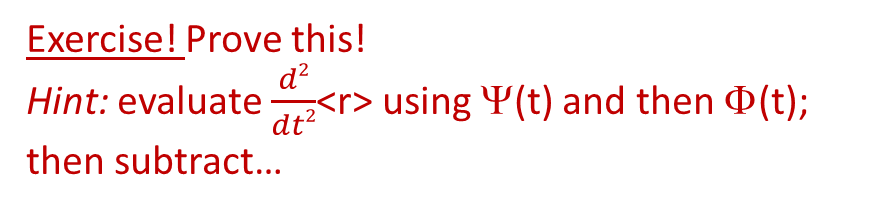 Exercise! Prove this!
Hint: evaluate d²/dt² <r> using Ψ(t) and then Φ(t);
then subtract...